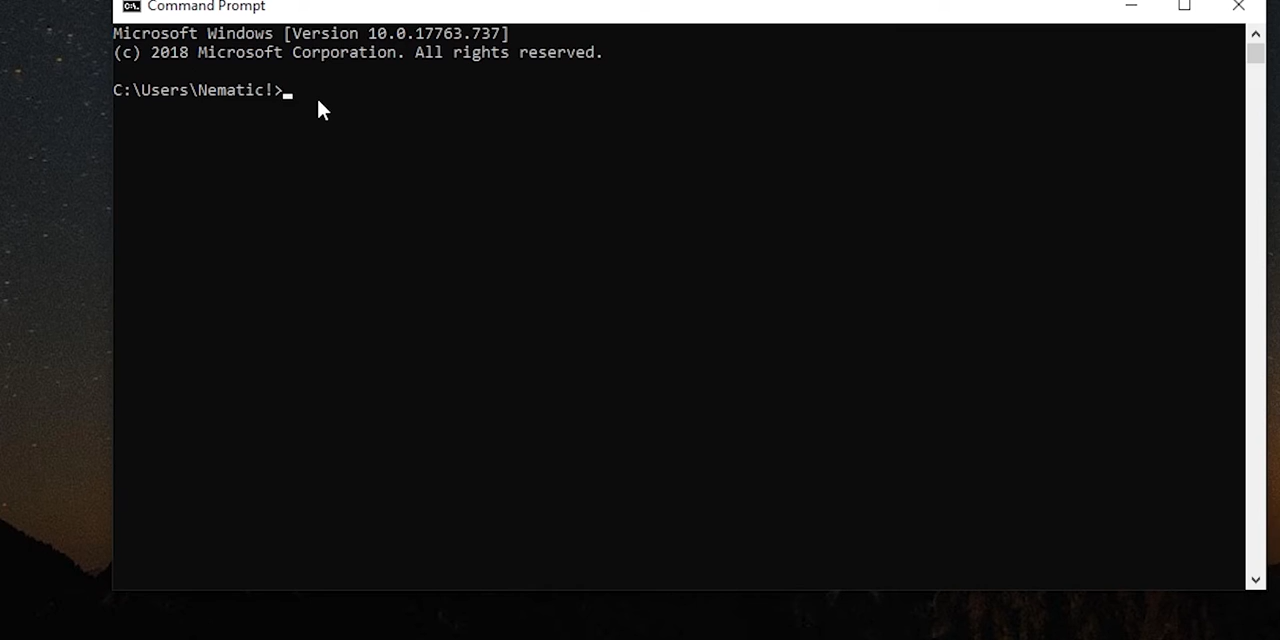 Command Prompt
Microsoft Windows [Version 10.0.17763.737]
(c) 2018 Microsoft Corporation. All rights reserved.
C:\Users\Nematic!>